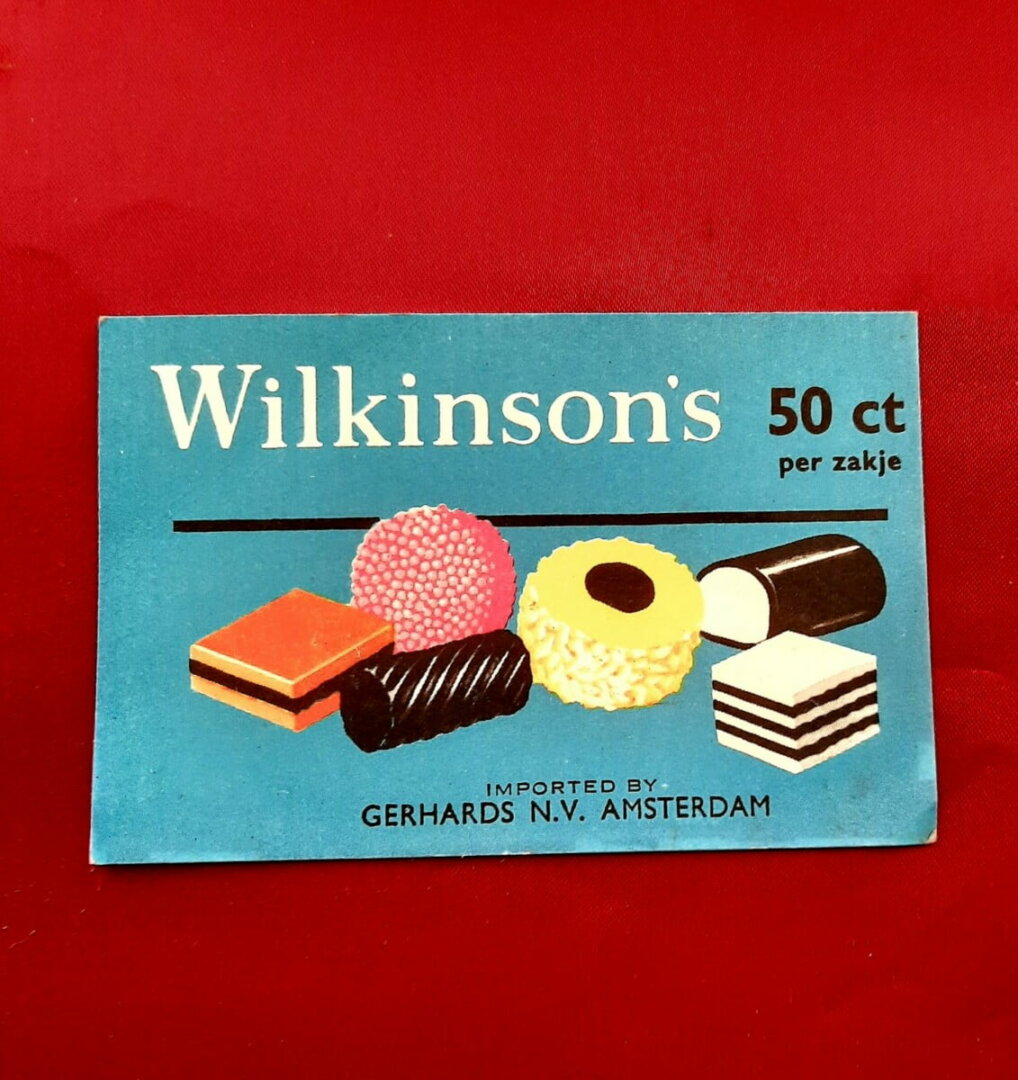 Wilkinson's
50 ct
per zakje
IMPORTED BY
GERHARDS N.V. AMSTERDAM